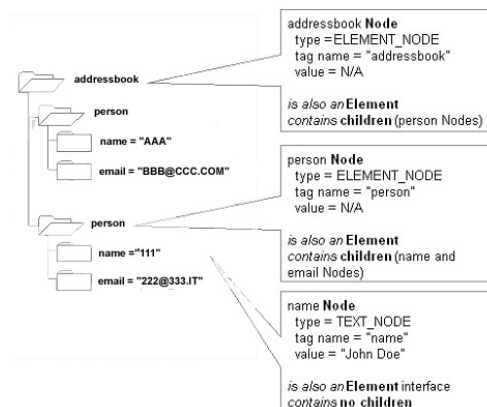 addressbook
person
name = "AAA"
email = "BBB@CCC.COM"
person
name ="111"
email = "222@333.IT"
addressbook Node
type =ELEMENT_NODE
tag name = "addressbook"
value = N/A
is also an Element
contains children (person Nodes)
person Node
type = ELEMENT_NODE
tag name = "person"
value = N/A
is also an Element
contains children (name and
email Nodes)
name Node
type = TEXT_NODE
tag name = "name"
value = "John Doe"
is also an Element interface
contains no children